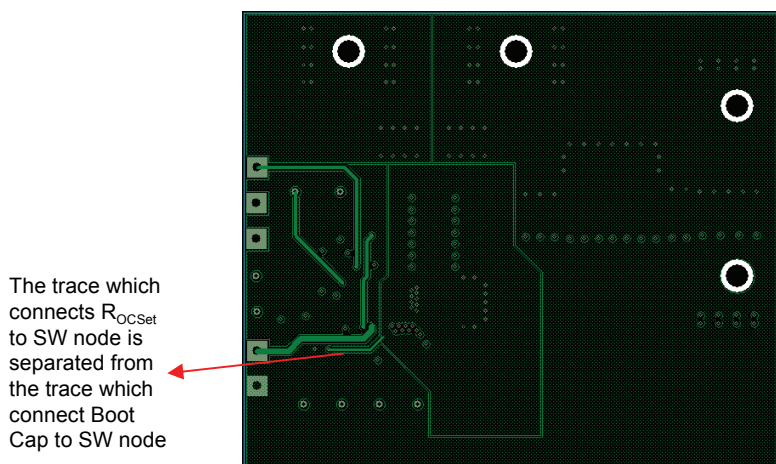 The trace which
connects ROCSet
to SW node is
separated from
the trace which
connect Boot
Cap to SW node